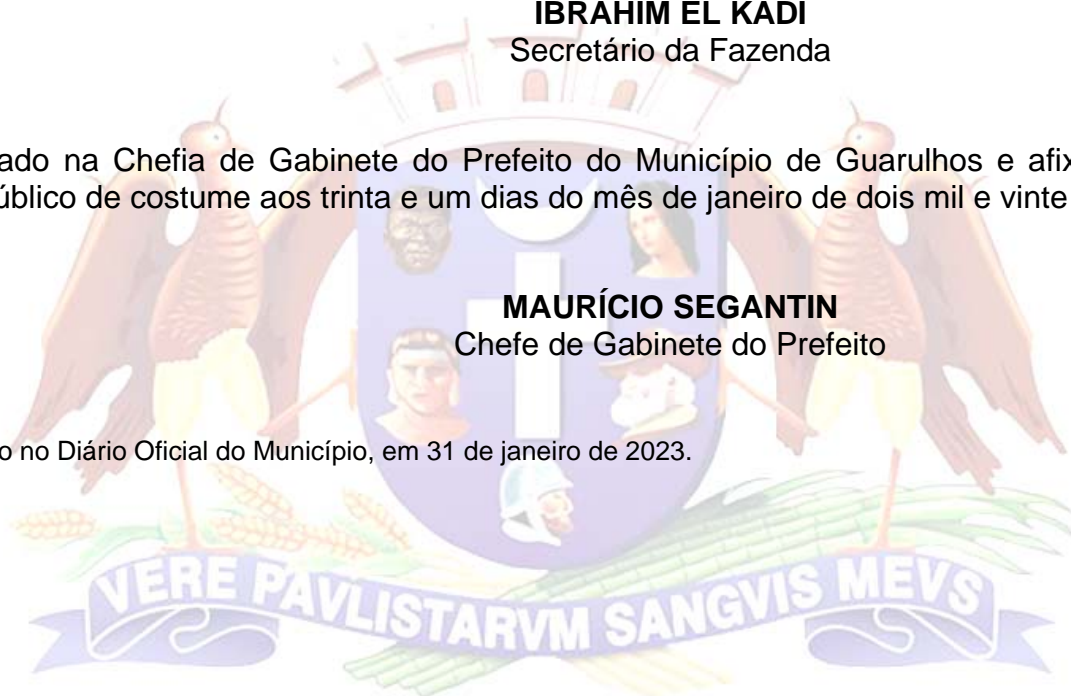 IBRAHIM EL KADI
Secretário da Fazenda
ado na Chefia de Gabinete do Prefeito do Município de Guarulhos e afix
úblico de costume aos trinta e um dias do mês de janeiro de dois mil e vinte
MAURÍCIO SEGANTIN
Chefe de Gabinete do Prefeito
o no Diário Oficial do Município, em 31 de janeiro de 2023.
VERE PAVLISTARVM SANGVIS MEVS